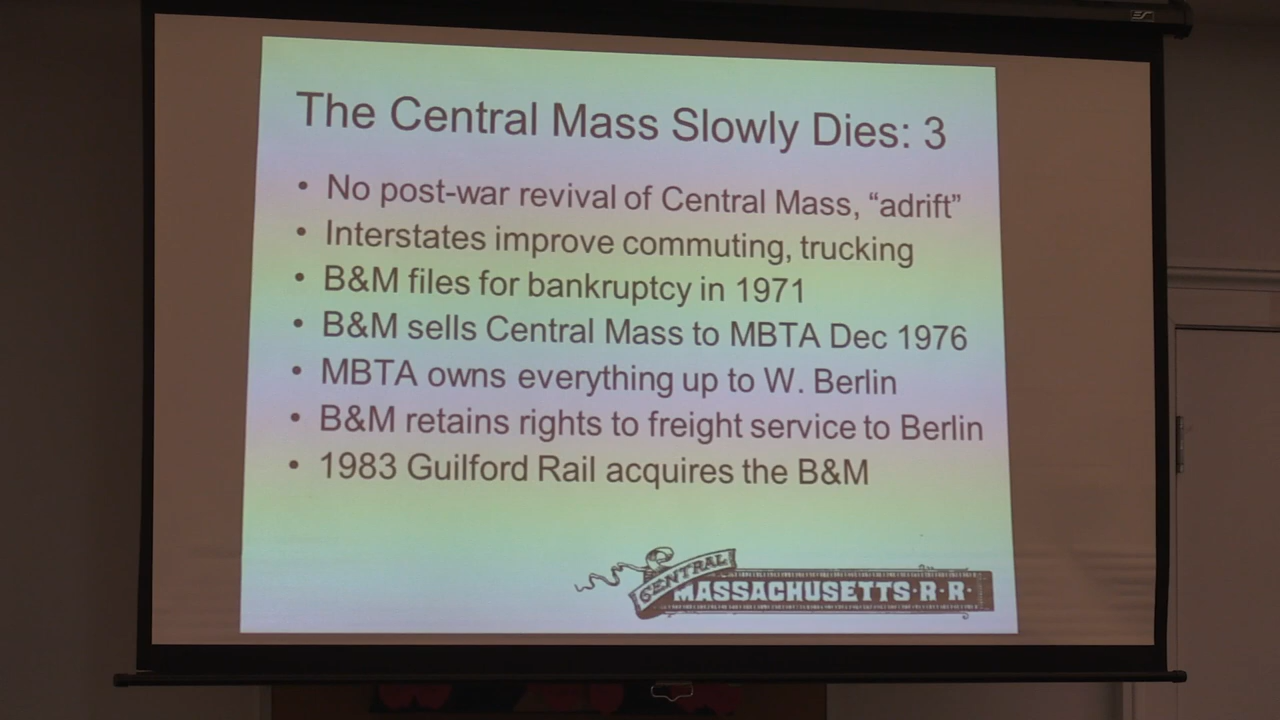 The Central Mass Slowly Dies: 3
• No post-war revival of Central Mass, “adrift”
• Interstates improve commuting, trucking
• B&M files for bankruptcy in 1971
• B&M sells Central Mass to MBTA Dec 1976
• MBTA owns everything up to W. Berlin
• B&M retains rights to freight service to Berlin
• 1983 Guilford Rail acquires the B&M
CENTRAL
MASSACHUSETTS·R·R·